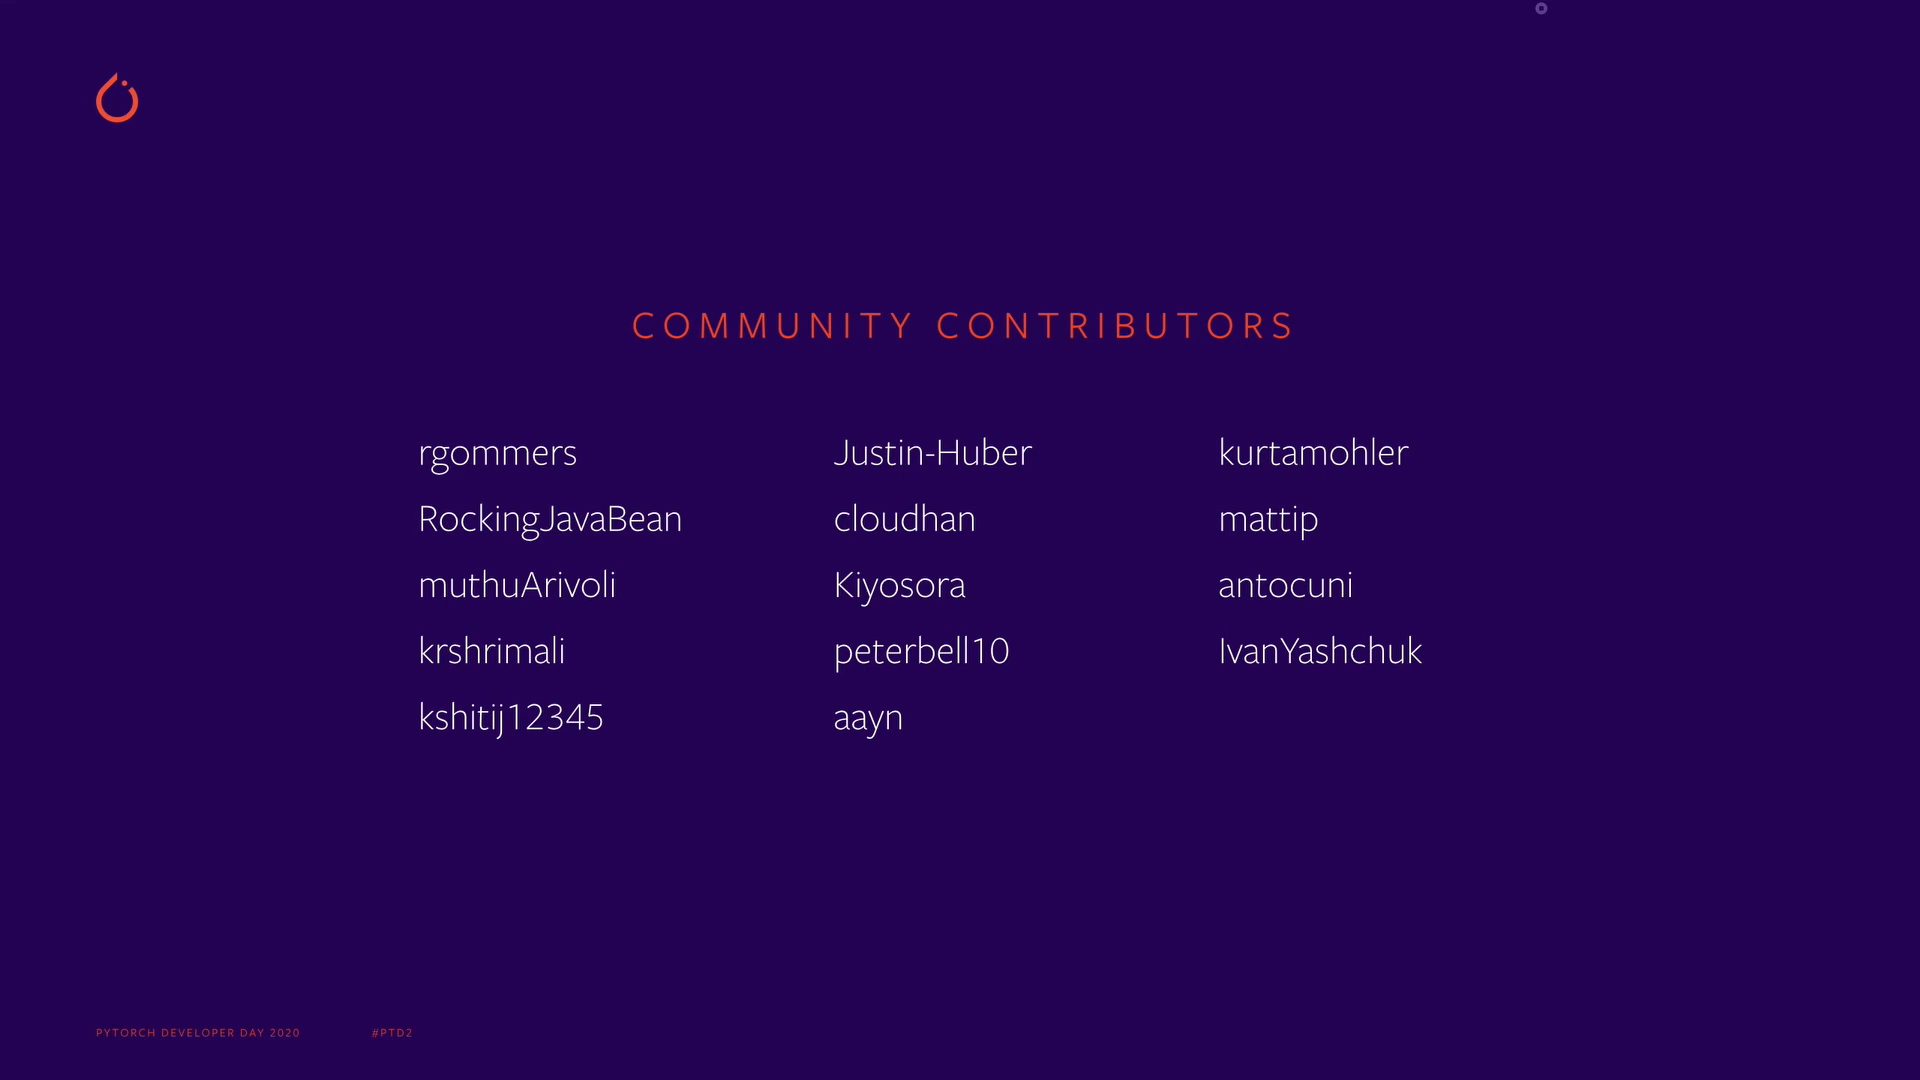 COMMUNITY CONTRIBUTORS
rgommers
RockingJavaBean
muthuArivoli
krshrimali
kshitij12345
Justin-Huber
cloudhan
Kiyosora
peterbell10
aayn
kurtamohler
mattip
antocuni
IvanYashchuk
PYTORCH DEVELOPER DAY 2020
#PTD2